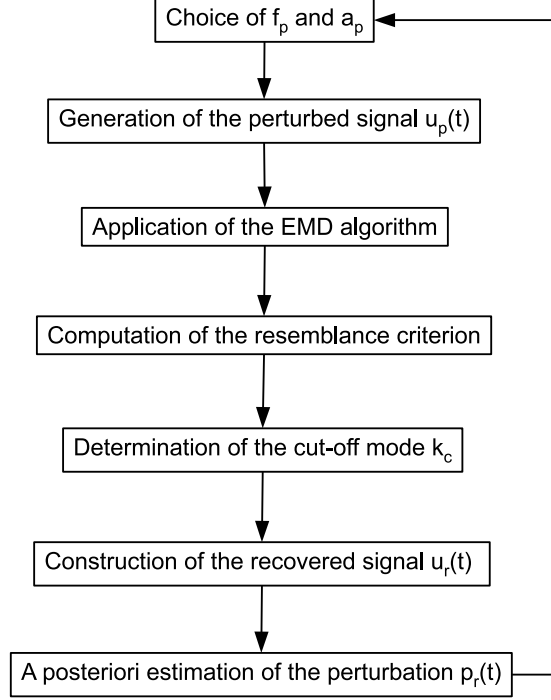 Choice of f_p and a_p
Generation of the perturbed signal u_p(t)
Application of the EMD algorithm
Computation of the resemblance criterion
Determination of the cut-off mode k_c
Construction of the recovered signal u_r(t)
A posteriori estimation of the perturbation p_r(t)